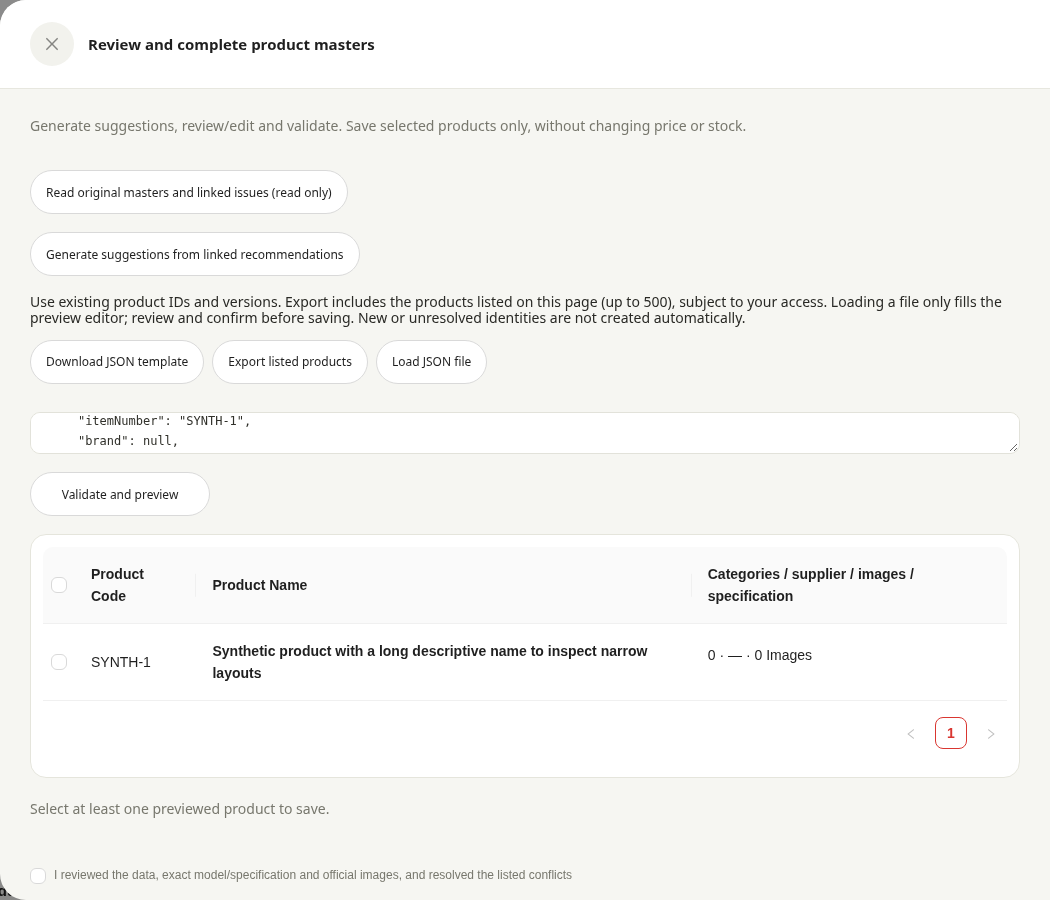 Review and complete product masters
Generate suggestions, review/edit and validate. Save selected products only, without changing price or stock.
Read original masters and linked issues (read only)
Generate suggestions from linked recommendations
Use existing product IDs and versions. Export includes the products listed on this page (up to 500), subject to your access. Loading a file only fills the
preview editor; review and confirm before saving. New or unresolved identities are not created automatically.
Download JSON template
Export listed products
Load JSON file
"itemNumber": "SYNTH-1",
"brand": null,
Validate and preview
Product
Code
Product Name
Categories / supplier / images /
specification
SYNTH-1
Synthetic product with a long descriptive name to inspect narrow
layouts
0 · — · 0 Images
1
Select at least one previewed product to save.
I reviewed the data, exact model/specification and official images, and resolved the listed conflicts